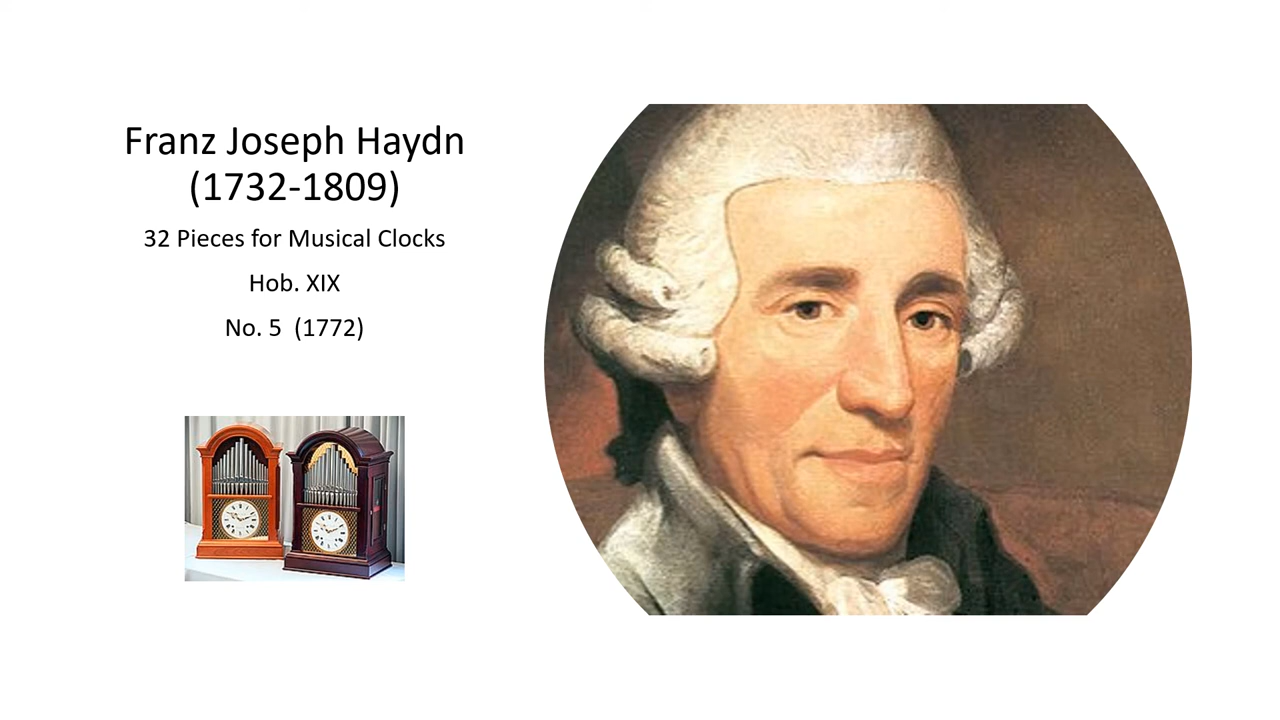 Franz Joseph Haydn
(1732-1809)
32 Pieces for Musical Clocks
Hob. XIX
No. 5  (1772)